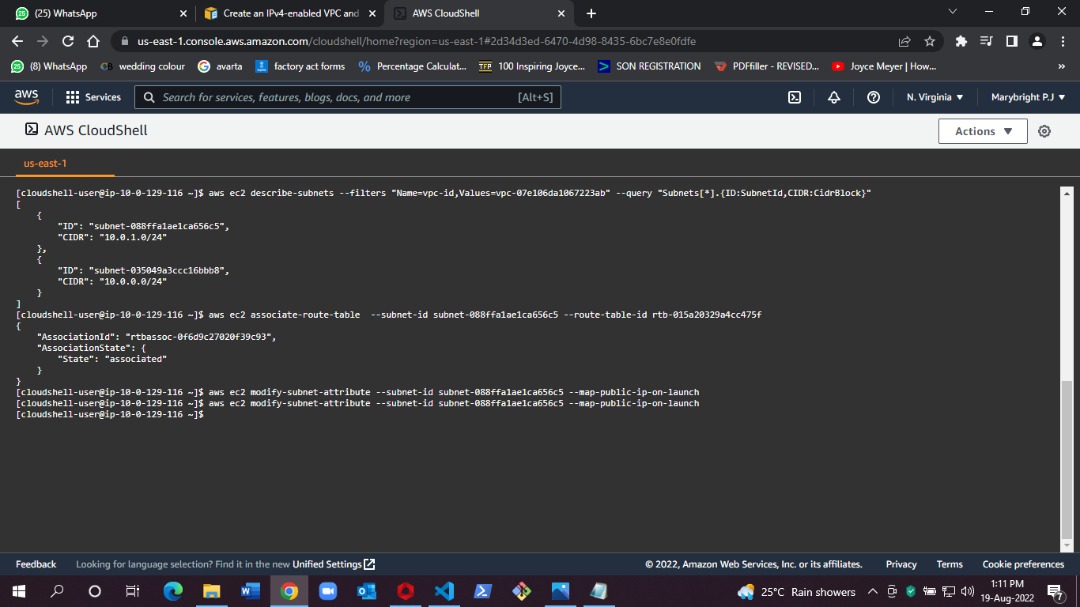 (25) WhatsApp
Create an IPv4-enabled VPC and
AWS CloudShell
us-east-1.console.aws.amazon.com/cloudshell/home?region=us-east-1#2d34d3ed-6470-4d98-8435-6bc7e8e0fdfe
(8) WhatsApp
wedding colour
avarta
factory act forms
Percentage Calculat...
100 Inspiring Joyce...
SON REGISTRATION
PDFfiller - REVISED...
Joyce Meyer | How...
aws
Services
Search for services, features, blogs, docs, and more
[Alt+S]
N. Virginia
Marybright P.J
AWS CloudShell
Actions
us-east-1
[cloudshell-user@ip-10-0-129-116 ~]$ aws ec2 describe-subnets --filters "Name=vpc-id,Values=vpc-07e106da1067223ab" --query "Subnets[*].{ID:SubnetId,CIDR:CidrBlock}"
[
{
"ID": "subnet-088ffa1ae1ca656c5",
"CIDR": "10.0.1.0/24"
},
{
"ID": "subnet-035049a3ccc16bbb8",
"CIDR": "10.0.0.0/24"
}
]
[cloudshell-user@ip-10-0-129-116 ~]$ aws ec2 associate-route-table  --subnet-id subnet-088ffa1ae1ca656c5 --route-table-id rtb-015a20329a4cc475f
{
"AssociationId": "rtbassoc-0f6d9c27020f39c93",
"AssociationState": {
"State": "associated"
}
}
[cloudshell-user@ip-10-0-129-116 ~]$ aws ec2 modify-subnet-attribute --subnet-id subnet-088ffa1ae1ca656c5 --map-public-ip-on-launch
[cloudshell-user@ip-10-0-129-116 ~]$ aws ec2 modify-subnet-attribute --subnet-id subnet-088ffa1ae1ca656c5 --map-public-ip-on-launch
[cloudshell-user@ip-10-0-129-116 ~]$
Feedback
Looking for language selection? Find it in the new Unified Settings
© 2022, Amazon Web Services, Inc. or its affiliates.
Privacy
Terms
Cookie preferences
25°C Rain showers
1:11 PM
19-Aug-2022
7